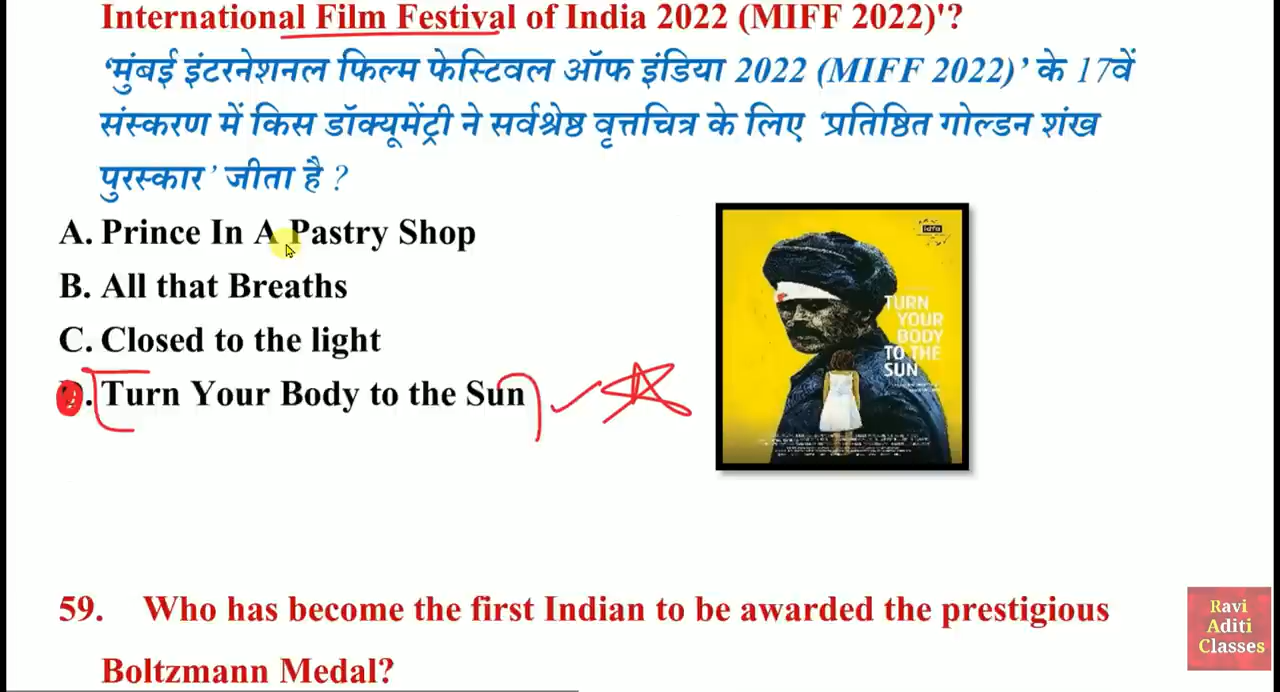 International Film Festival of India 2022 (MIFF 2022)'?
‘मुंबई इंटरनेशनल फिल्म फेस्टिवल ऑफ इंडिया 2022 (MIFF 2022)’ के 17वें
संस्करण में किस डॉक्यूमेंट्री ने सर्वश्रेष्ठ वृत्तचित्र के लिए ‘प्रतिष्ठित गोल्डन शंख
पुरस्कार’ जीता है ?
A. Prince In A Pastry Shop
B. All that Breaths
C. Closed to the light
D. Turn Your Body to the Sun
idfa
TURN
YOUR
BODY
TO THE
SUN
59. Who has become the first Indian to be awarded the prestigious
Boltzmann Medal?
Ravi
Aditi
Classes